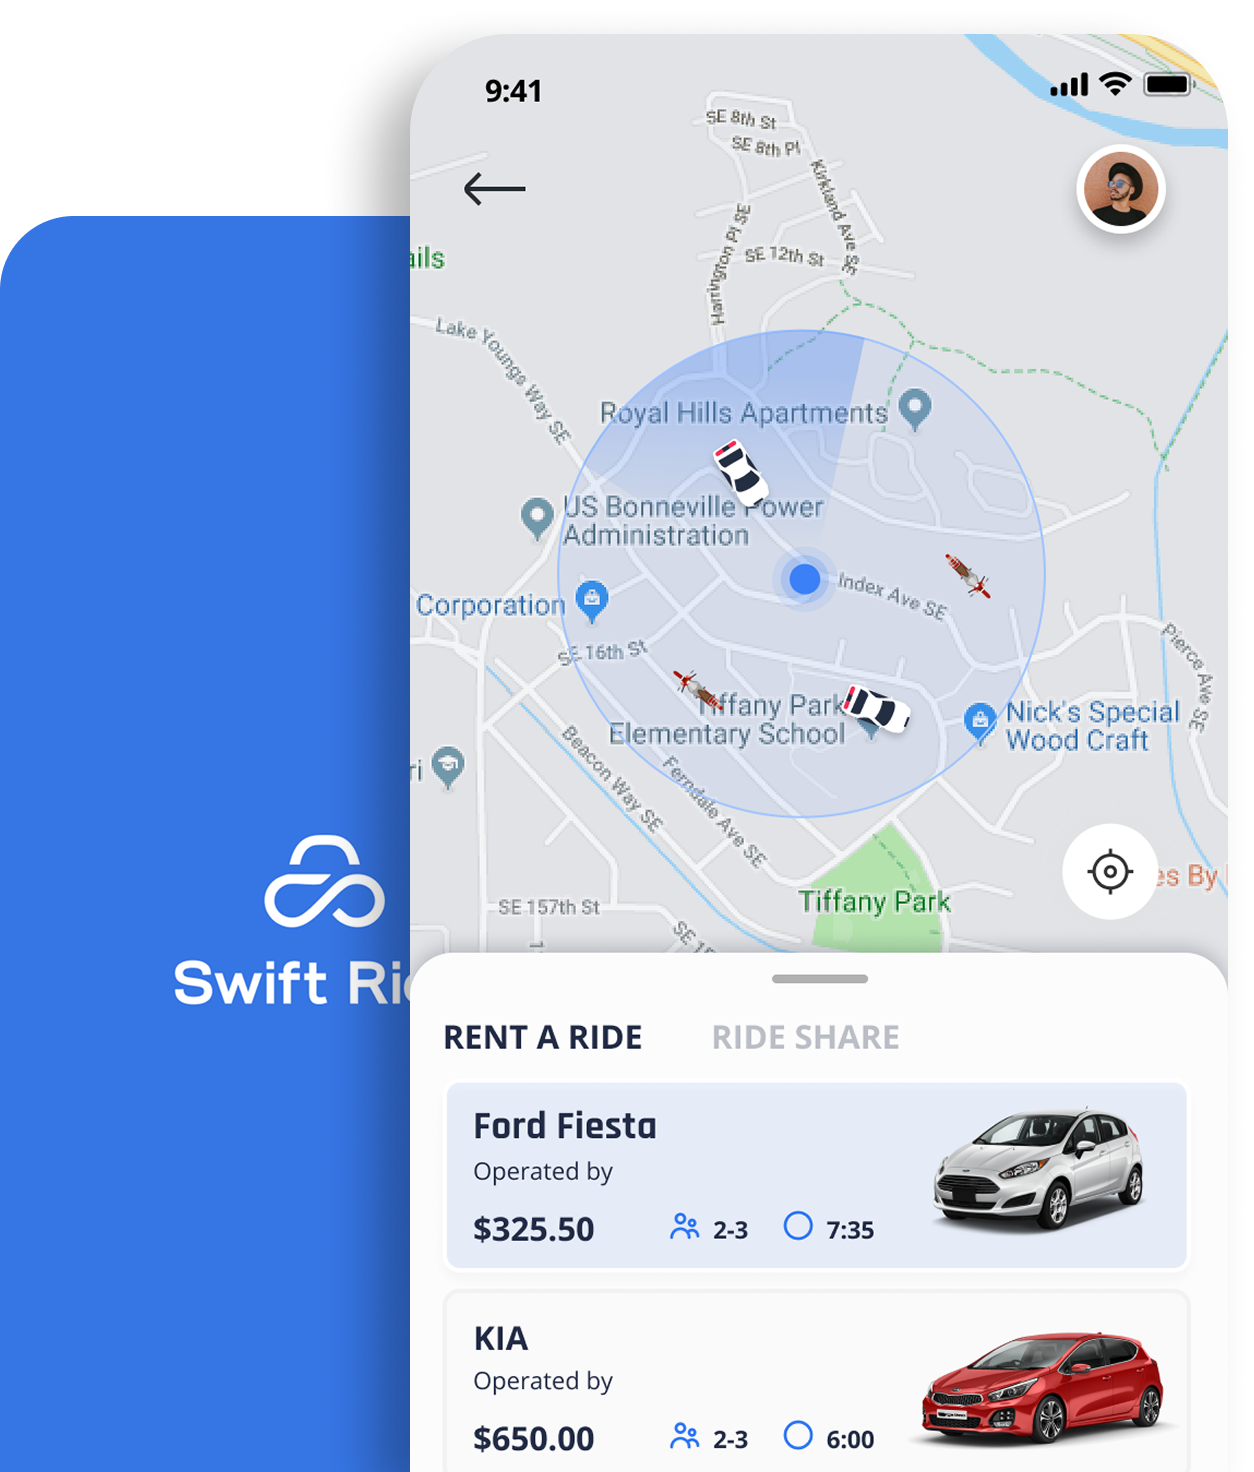 9:41
SE 8th St
SE 8th Pl
Kirkland Ave SE
Harrington Pl SE
SE 12th St
ails
Lake Youngs Way SE
Royal Hills Apartments
US Bonneville Power
Administration
Index Ave SE
Corporation
SE 16th St
Pierce Ave SE
Tiffany Park
Elementary School
Nick's Special
Wood Craft
ri
Beacon Way SE
Ferndale Ave SE
es By
Tiffany Park
SE 157th St
SE 1
Swift Ri
RENT A RIDE RIDE SHARE
Ford Fiesta
Operated by
$325.50 2-3 7:35
KIA
Operated by
$650.00 2-3 6:00